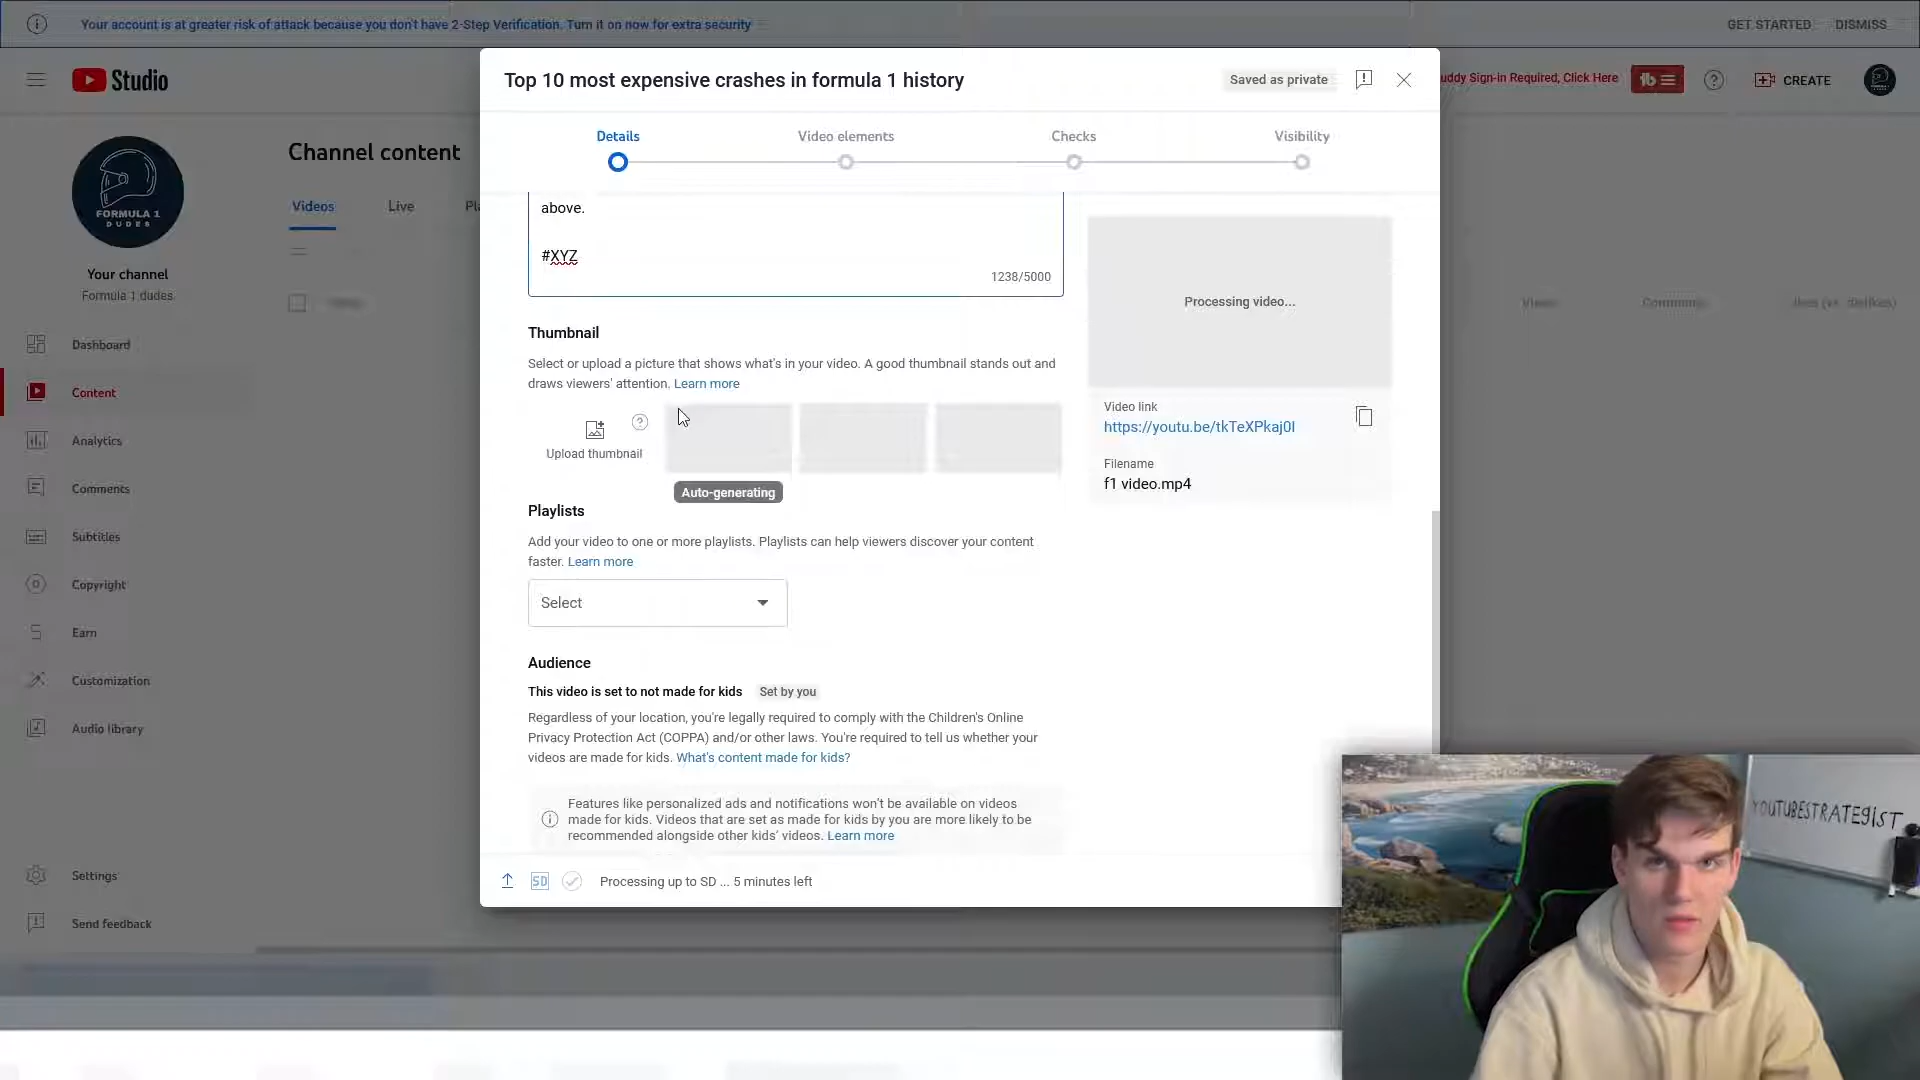 Your account is at greater risk of attack because you don't have 2-Step Verification. Turn it on now for extra security
GET STARTED
DISMISS
Studio
Top 10 most expensive crashes in formula 1 history
Saved as private
uddy Sign-in Required, Click Here
tb
CREATE
Details
Video elements
Checks
Visibility
FORMULA 1
DUDES
Your channel
Formula 1 dudes
Dashboard
Content
Analytics
Comments
Subtitles
Copyright
Earn
Customization
Audio library
Settings
Send feedback
Channel content
Videos
Live
Pl
above.
#XYZ
1238/5000
Thumbnail
Select or upload a picture that shows what's in your video. A good thumbnail stands out and
draws viewers' attention. Learn more
Upload thumbnail
Auto-generating
Playlists
Add your video to one or more playlists. Playlists can help viewers discover your content
faster. Learn more
Select
Audience
This video is set to not made for kids
Set by you
Regardless of your location, you're legally required to comply with the Children's Online
Privacy Protection Act (COPPA) and/or other laws. You're required to tell us whether your
videos are made for kids. What's content made for kids?
Features like personalized ads and notifications won't be available on videos
made for kids. Videos that are set as made for kids by you are more likely to be
recommended alongside other kids' videos. Learn more
SD
Processing up to SD ... 5 minutes left
Processing video...
Video link
https://youtu.be/tkTeXPkaj0I
Filename
f1 video.mp4
Views
Comments
Likes (vs. dislikes)
YOUTUBESTRATEGIST